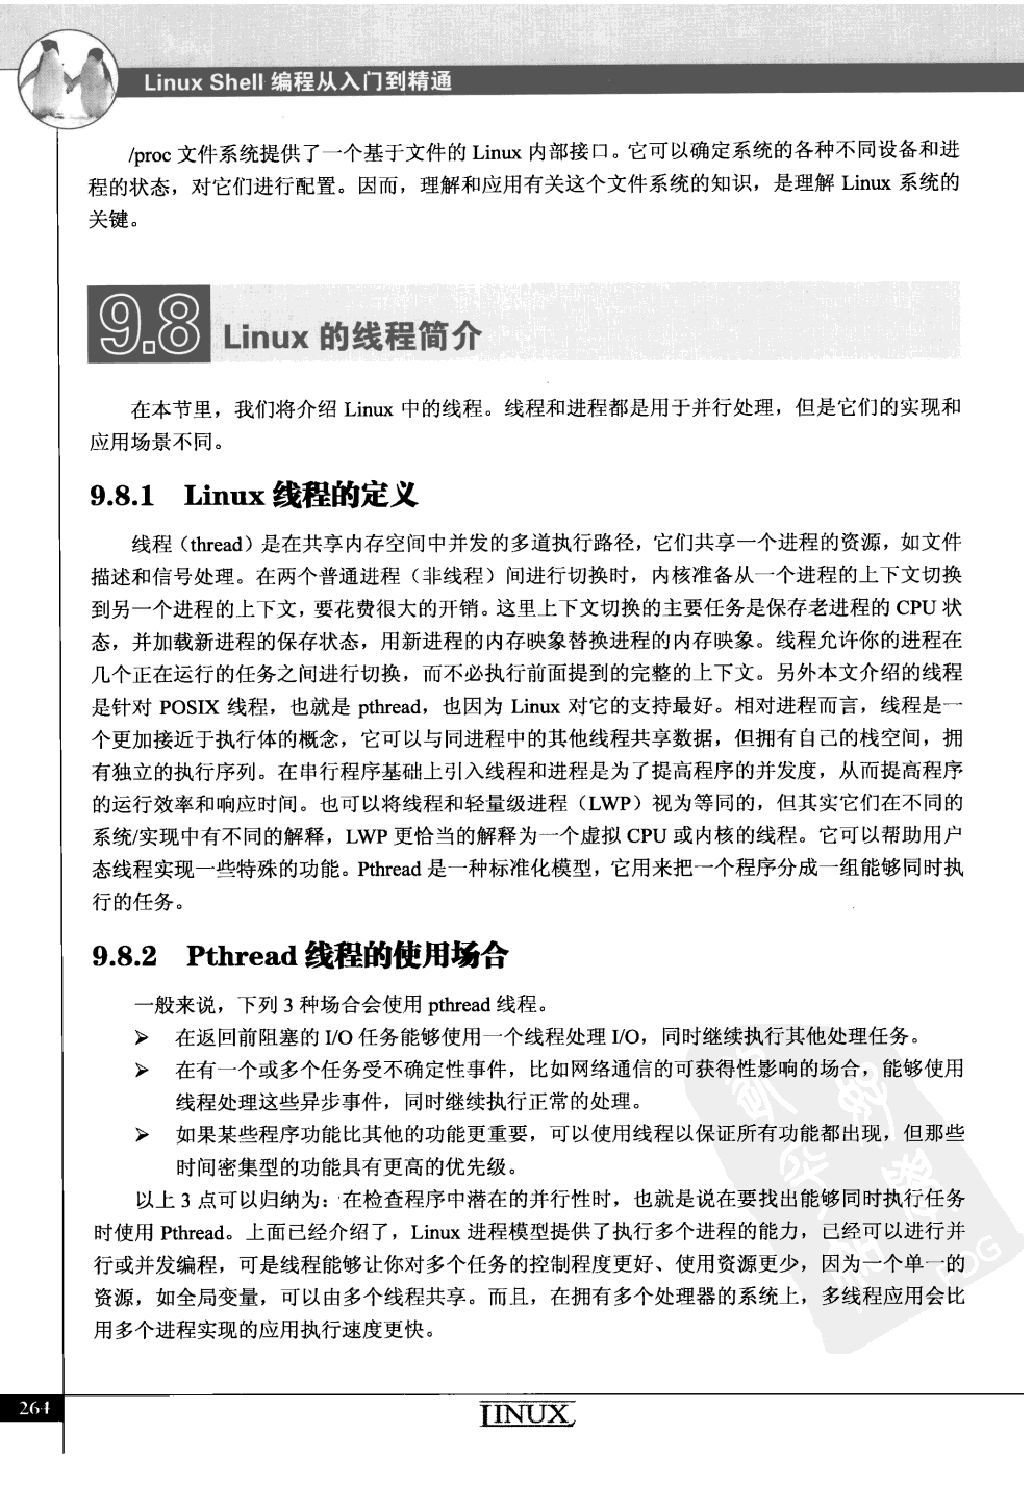 Linux Shell 编程从入门到精通
/proc 文件系统提供了一个基于文件的 Linux 内部接口。它可以确定系统的各种不同设备和进
程的状态，对它们进行配置。因而，理解和应用有关这个文件系统的知识，是理解 Linux 系统的
关键。
9.8 Linux 的线程简介
在本节里，我们将介绍 Linux 中的线程。线程和进程都是用于并行处理，但是它们的实现和
应用场景不同。
9.8.1 Linux 线程的定义
线程（thread）是在共享内存空间中并发的多道执行路径，它们共享一个进程的资源，如文件
描述和信号处理。在两个普通进程（非线程）间进行切换时，内核准备从一个进程的上下文切换
到另一个进程的上下文，要花费很大的开销。这里上下文切换的主要任务是保存老进程的 CPU 状
态，并加载新进程的保存状态，用新进程的内存映象替换进程的内存映象。线程允许你的进程在
几个正在运行的任务之间进行切换，而不必执行前面提到的完整的上下文。另外本文介绍的线程
是针对 POSIX 线程，也就是 pthread，也因为 Linux 对它的支持最好。相对进程而言，线程是一
个更加接近于执行体的概念，它可以与同进程中的其他线程共享数据，但拥有自己的栈空间，拥
有独立的执行序列。在串行程序基础上引入线程和进程是为了提高程序的并发度，从而提高程序
的运行效率和响应时间。也可以将线程和轻量级进程（LWP）视为等同的，但其实它们在不同的
系统/实现中有不同的解释，LWP 更恰当的解释为一个虚拟 CPU 或内核的线程。它可以帮助用户
态线程实现一些特殊的功能。Pthread 是一种标准化模型，它用来把一个程序分成一组能够同时执
行的任务。
9.8.2 Pthread 线程的使用场合
一般来说，下列 3 种场合会使用 pthread 线程。
➢ 在返回前阻塞的 I/O 任务能够使用一个线程处理 I/O，同时继续执行其他处理任务。
➢ 在有一个或多个任务受不确定性事件，比如网络通信的可获得性影响的场合，能够使用
线程处理这些异步事件，同时继续执行正常的处理。
➢ 如果某些程序功能比其他的功能更重要，可以使用线程以保证所有功能都出现，但那些
时间密集型的功能具有更高的优先级。
以上 3 点可以归纳为：在检查程序中潜在的并行性时，也就是说在要找出能够同时执行任务
时使用 Pthread。上面已经介绍了，Linux 进程模型提供了执行多个进程的能力，已经可以进行并
行或并发编程，可是线程能够让你对多个任务的控制程度更好、使用资源更少，因为一个单一的
资源，如全局变量，可以由多个线程共享。而且，在拥有多个处理器的系统上，多线程应用会比
用多个进程实现的应用执行速度更快。
PDG
264
LINUX